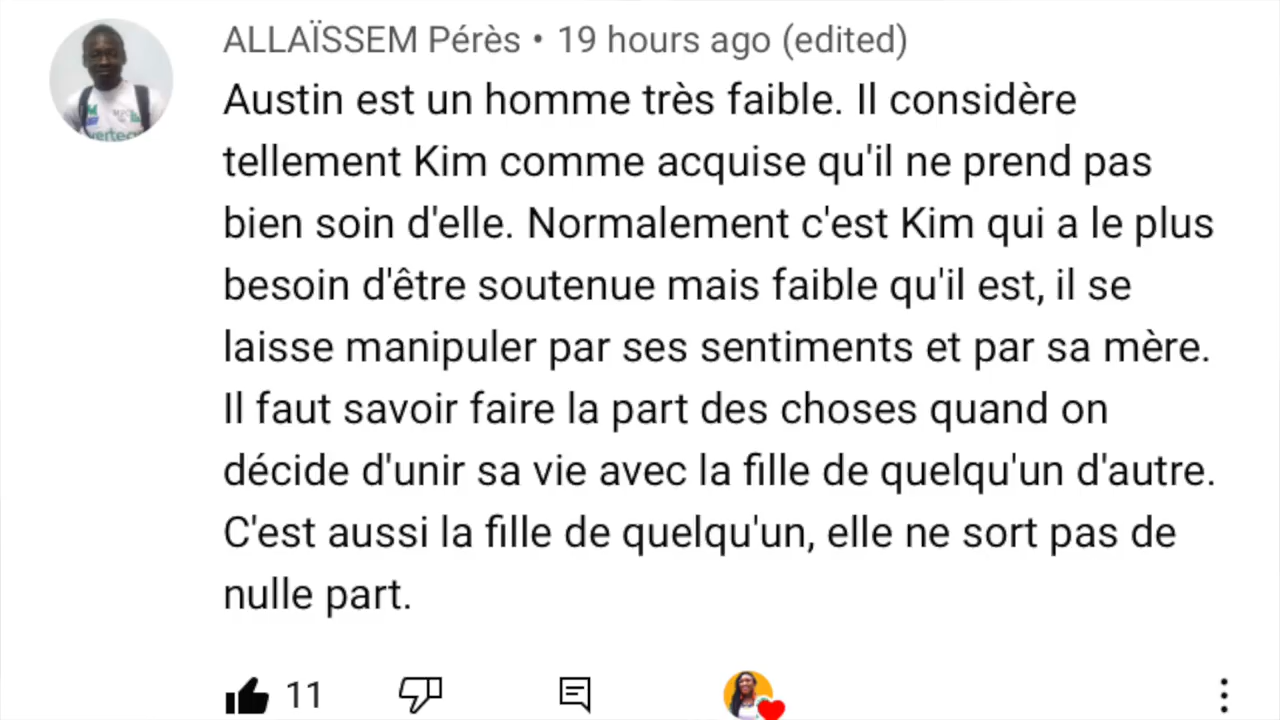 ALLAÏSSEM Pérès • 19 hours ago (edited)
Austin est un homme très faible. Il considère
tellement Kim comme acquise qu'il ne prend pas
bien soin d'elle. Normalement c'est Kim qui a le plus
besoin d'être soutenue mais faible qu'il est, il se
laisse manipuler par ses sentiments et par sa mère.
Il faut savoir faire la part des choses quand on
décide d'unir sa vie avec la fille de quelqu'un d'autre.
C'est aussi la fille de quelqu'un, elle ne sort pas de
nulle part.
11